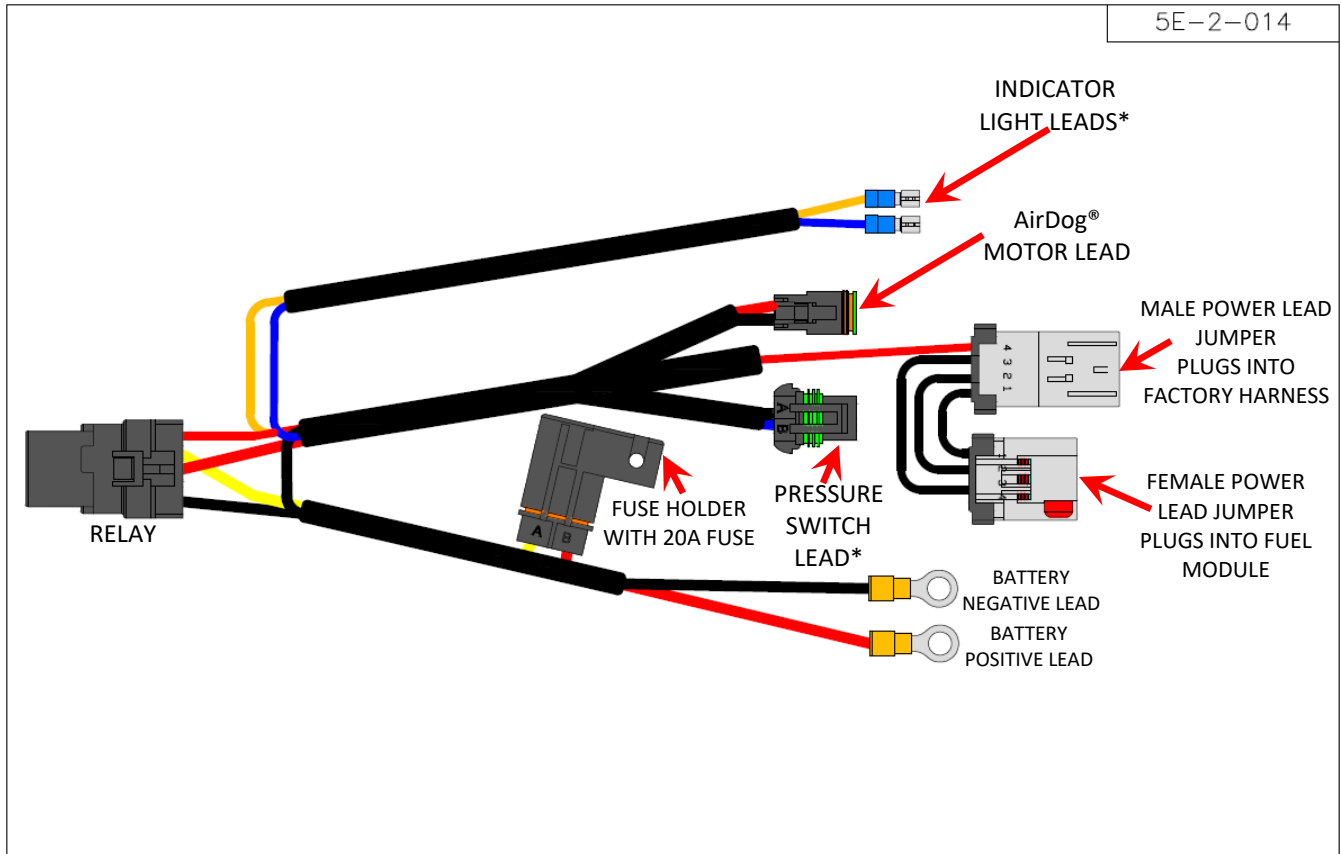 5E-2-014
INDICATOR
LIGHT LEADS*
AirDog®
MOTOR LEAD
MALE POWER LEAD
JUMPER
PLUGS INTO
FACTORY HARNESS
4 3 2 1
A
B
RELAY
FUSE HOLDER
WITH 20A FUSE
A B
PRESSURE
SWITCH
LEAD*
FEMALE POWER
LEAD JUMPER
PLUGS INTO FUEL
MODULE
BATTERY
NEGATIVE LEAD
BATTERY
POSITIVE LEAD